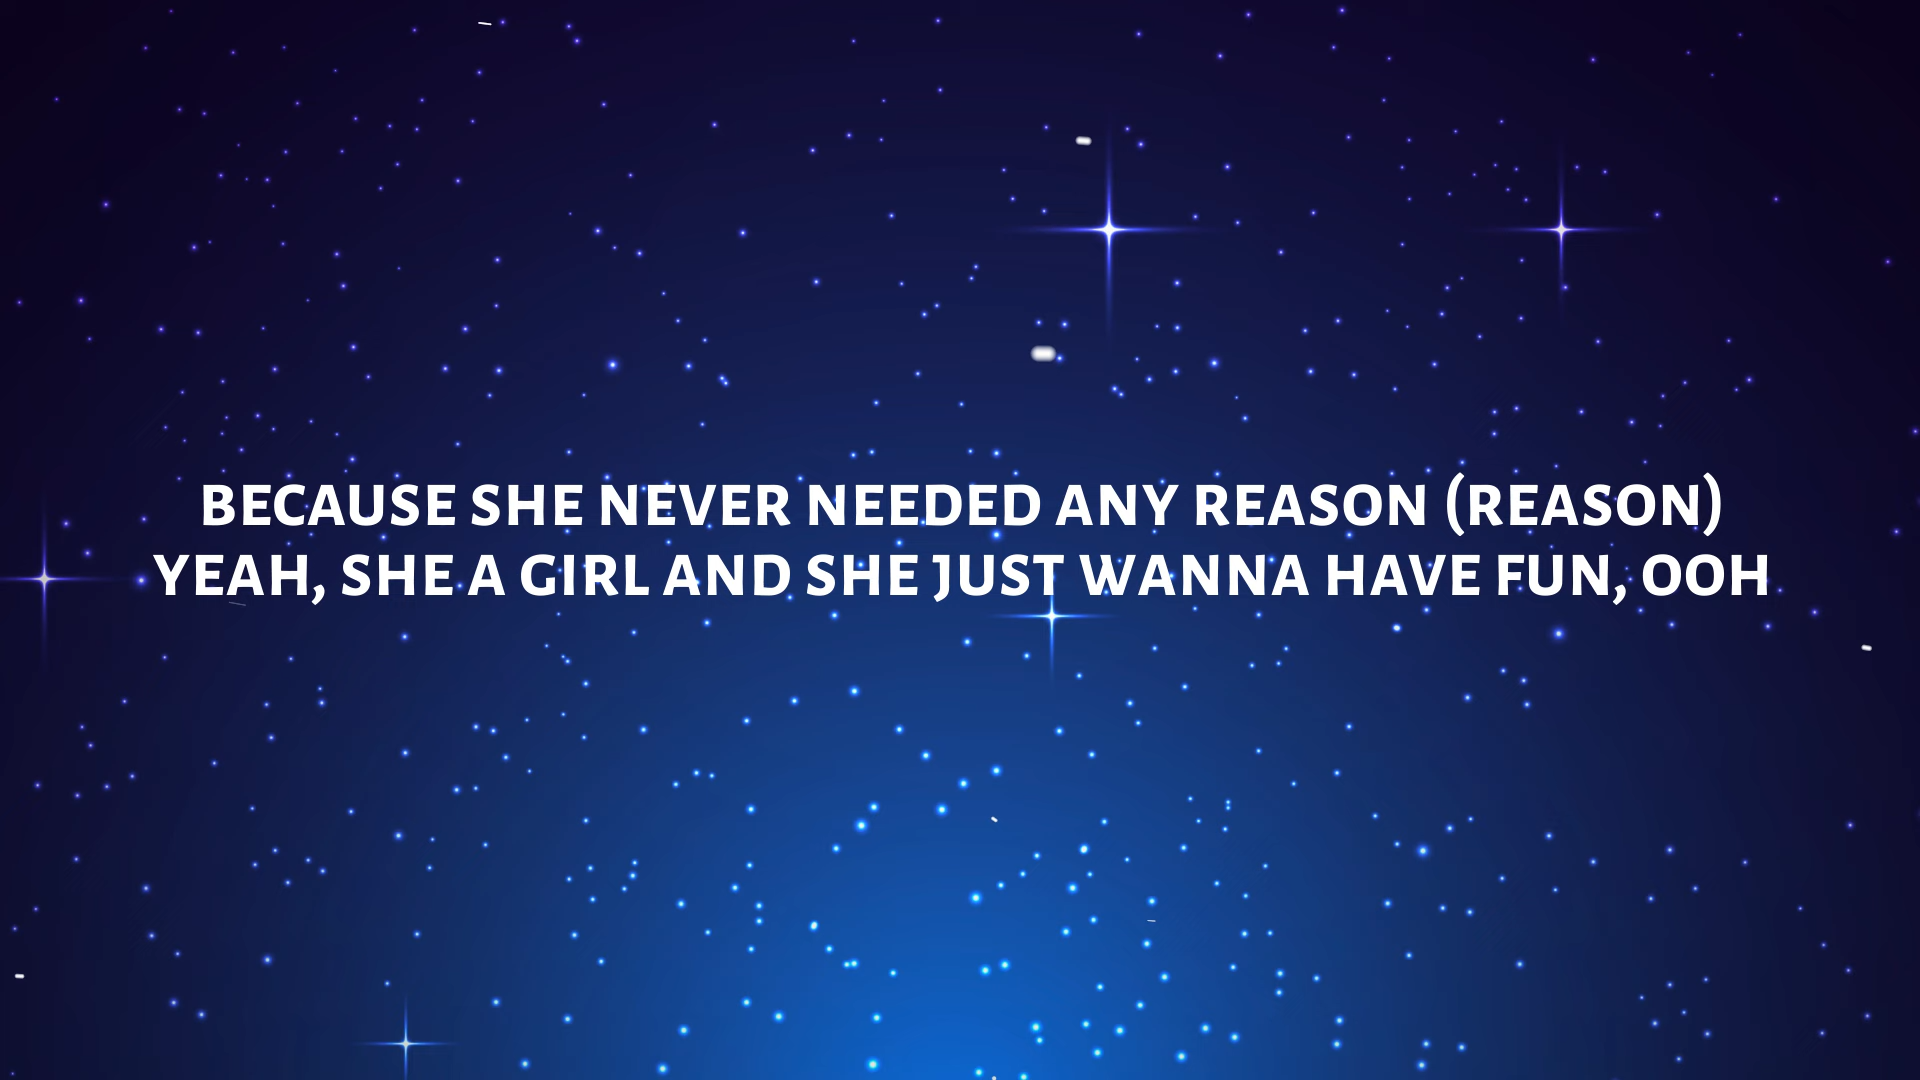 BECAUSE SHE NEVER NEEDED ANY REASON (REASON)
YEAH, SHE A GIRL AND SHE JUST WANNA HAVE FUN, OOH